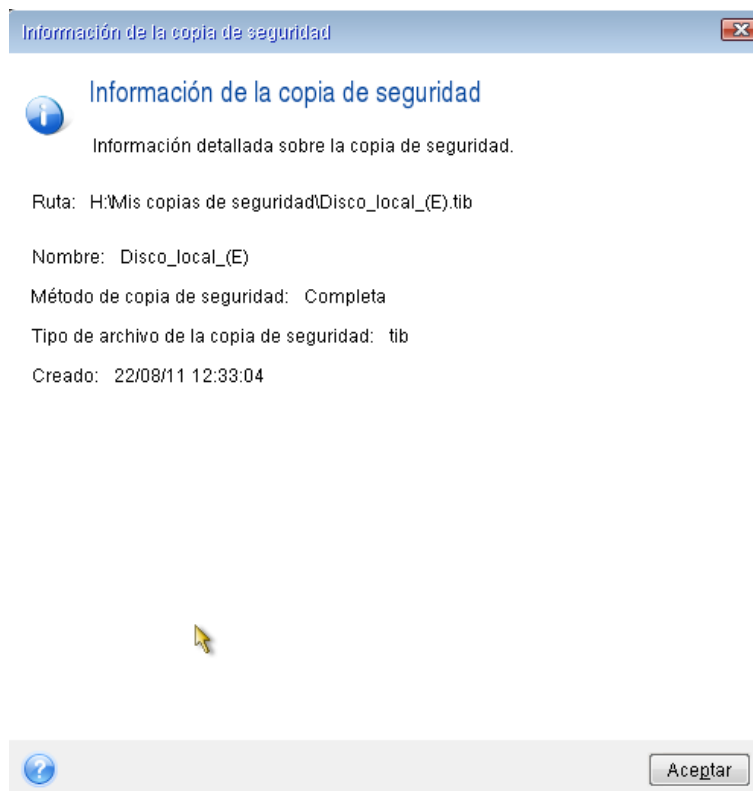 Información de la copia de seguridad
Información de la copia de seguridad
Información detallada sobre la copia de seguridad.
Ruta: H:\Mis copias de seguridad\Disco_local_(E).tib
Nombre: Disco_local_(E)
Método de copia de seguridad: Completa
Tipo de archivo de la copia de seguridad: tib
Creado: 22/08/11 12:33:04
Aceptar